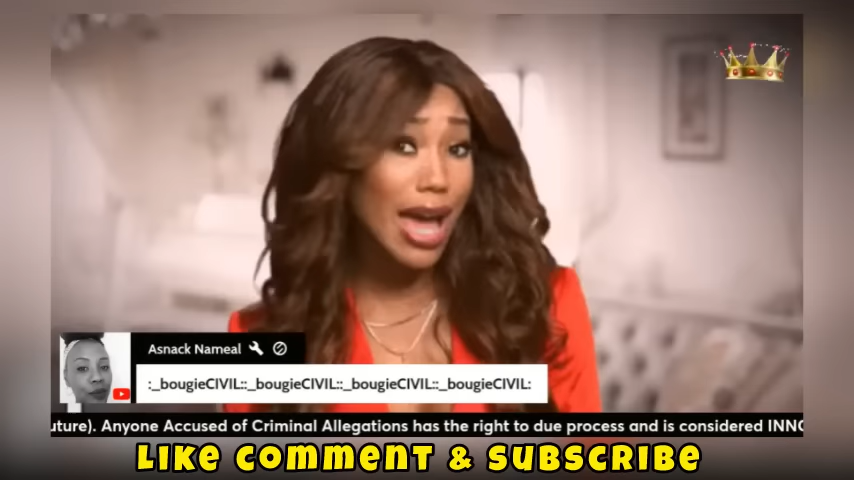 Asnack Nameal
:_bougieCIVIL::_bougieCIVIL::_bougieCIVIL::_bougieCIVIL:
uture). Anyone Accused of Criminal Allegations has the right to due process and is considered INNO
LIKE COMMENT & SUBSCRIBE